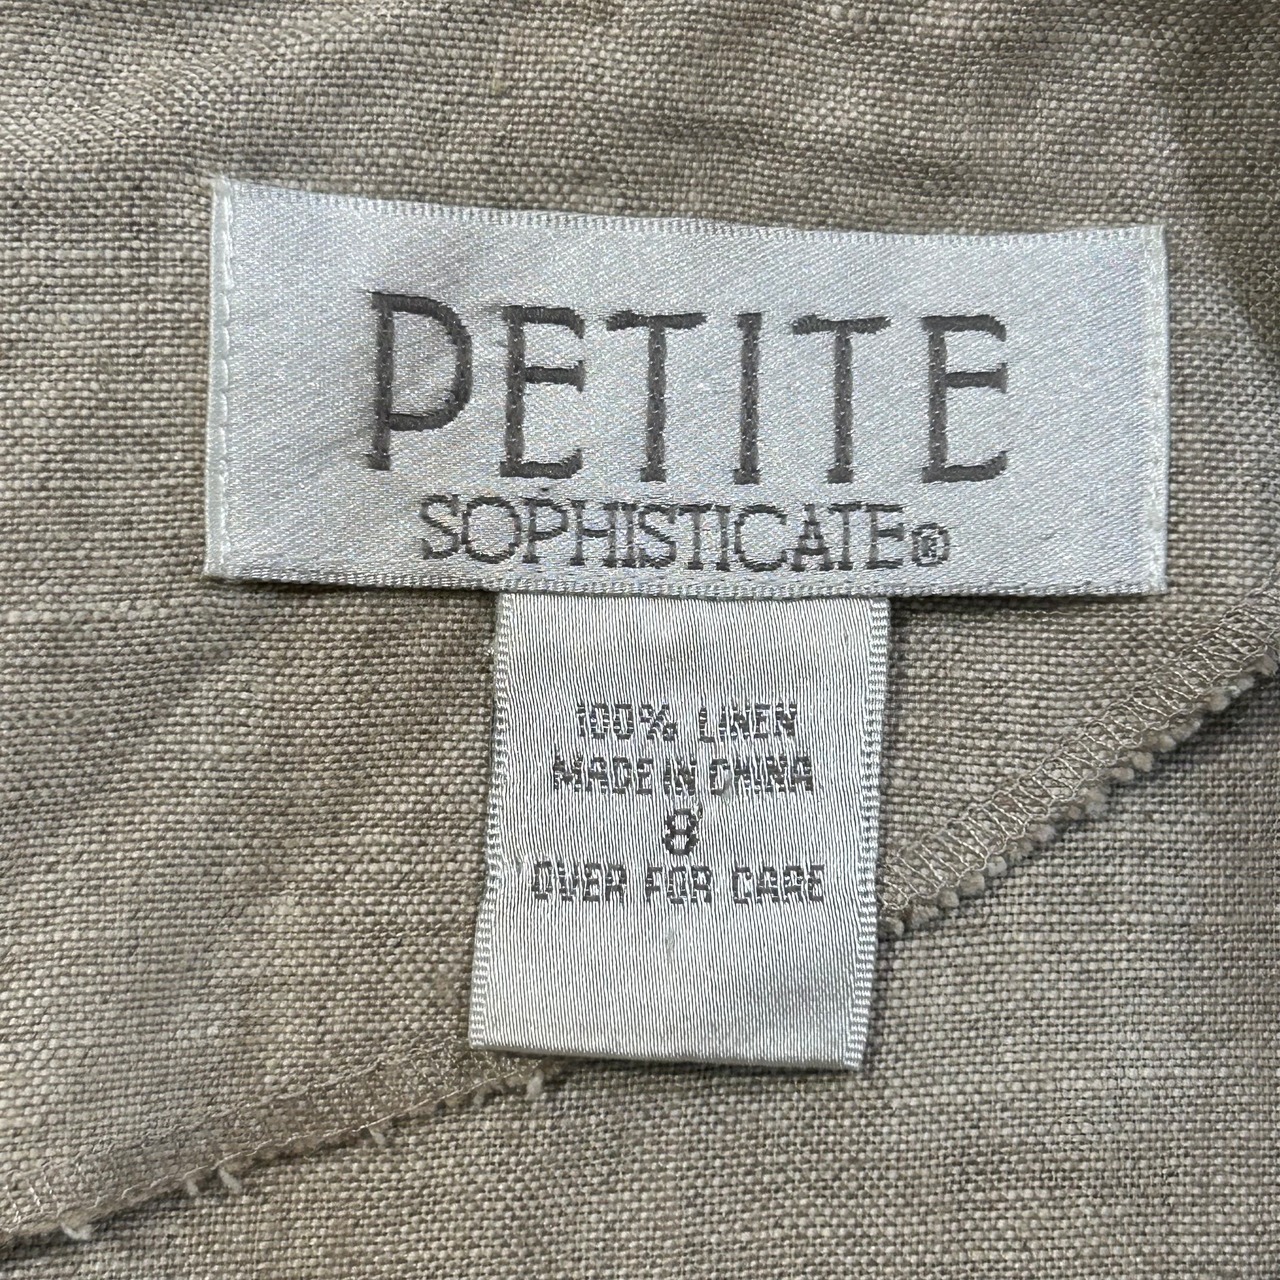 PETITE
SOPHISTICATE®
100% LINEN
MADE IN CHINA
8
OVER FOR CARE